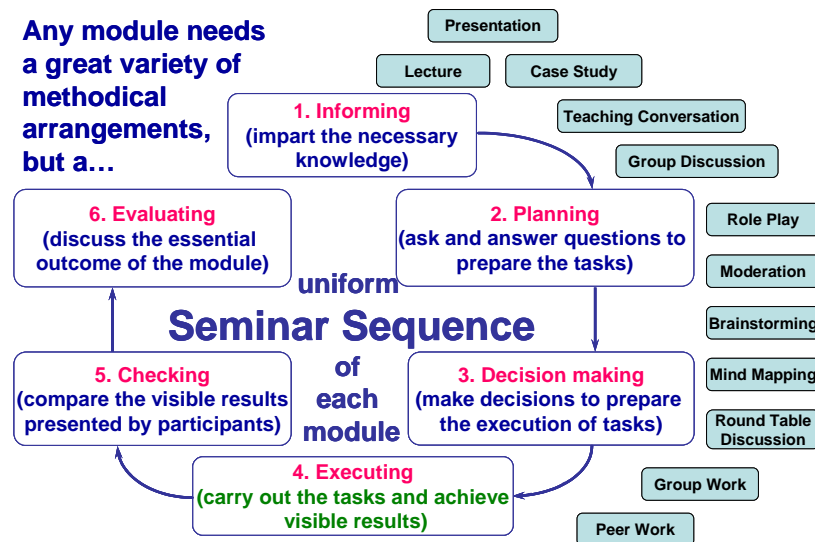 Any module needs
a great variety of
methodical
arrangements,
but a…
Presentation
Lecture
Case Study
Teaching Conversation
Group Discussion
Role Play
Moderation
Brainstorming
Mind Mapping
Round Table
Discussion
Group Work
Peer Work
1. Informing
(impart the necessary
knowledge)
2. Planning
(ask and answer questions to
prepare the tasks)
3. Decision making
(make decisions to prepare
the execution of tasks)
4. Executing
(carry out the tasks and achieve
visible results)
5. Checking
(compare the visible results
presented by participants)
6. Evaluating
(discuss the essential
outcome of the module)
uniform
Seminar Sequence
of
each
module